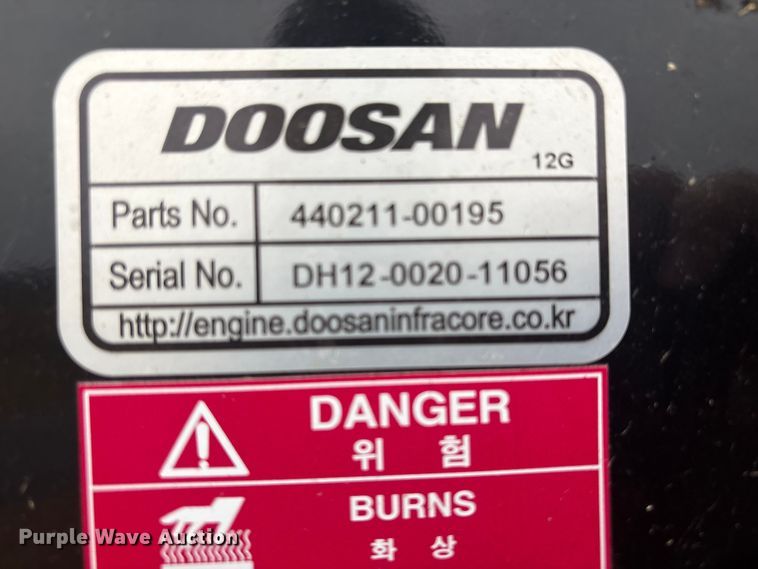 DOOSAN
12G
Parts No. 440211-00195
Serial No. DH12-0020-11056
http://engine.doosaninfracore.co.kr
DANGER
위 험
BURNS
화 상
Purple Wave Auction